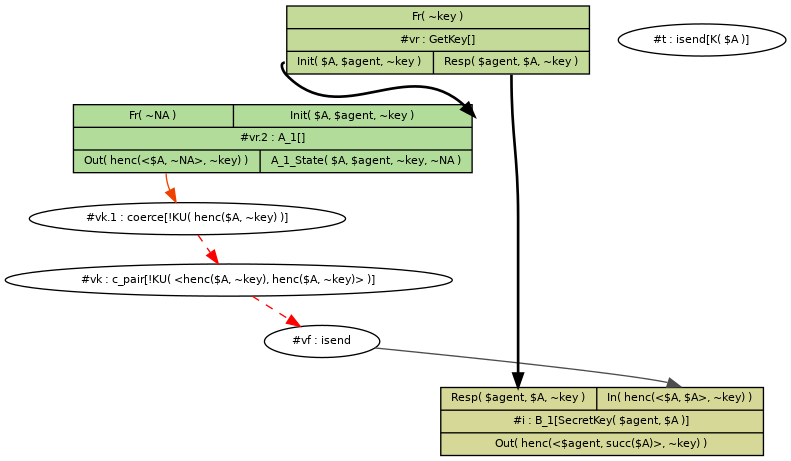 Fr( ~key )
#vr : GetKey[]
Init( $A, $agent, ~key ) Resp( $agent, $A, ~key )
#t : isend[K( $A )]
Fr( ~NA ) Init( $A, $agent, ~key )
#vr.2 : A_1[]
Out( henc(<$A, ~NA>, ~key) ) A_1_State( $A, $agent, ~key, ~NA )
#vk.1 : coerce[!KU( henc($A, ~key) )]
#vk : c_pair[!KU( <henc($A, ~key), henc($A, ~key)> )]
#vf : isend
Resp( $agent, $A, ~key ) In( henc(<$A, $A>, ~key) )
#i : B_1[SecretKey( $agent, $A )]
Out( henc(<$agent, succ($A)>, ~key) )